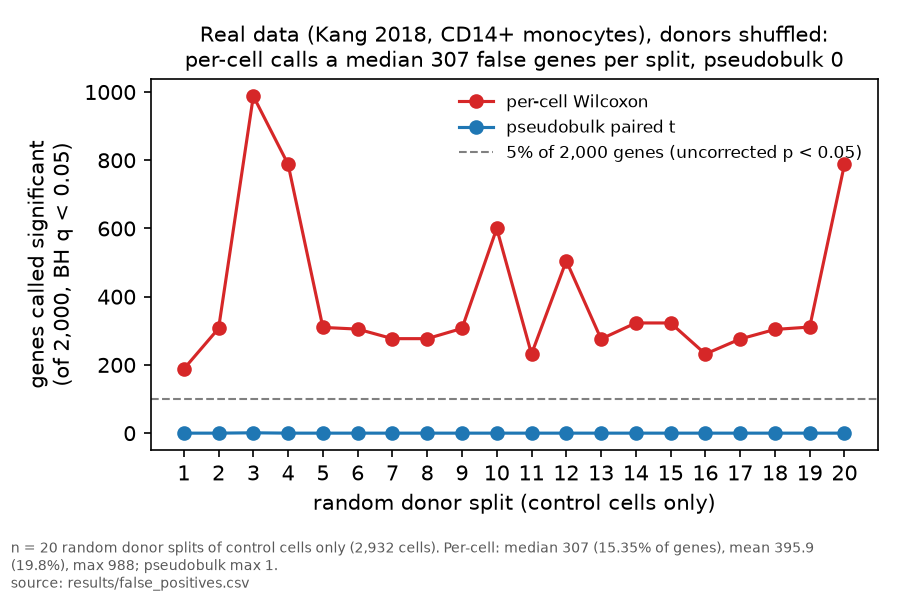 Real data (Kang 2018, CD14+ monocytes), donors shuffled:
per-cell calls a median 307 false genes per split, pseudobulk 0
genes called significant
(of 2,000, BH q < 0.05)
1000
800
600
400
200
0
per-cell Wilcoxon
pseudobulk paired t
5% of 2,000 genes (uncorrected p < 0.05)
1 2 3 4 5 6 7 8 9 10 11 12 13 14 15 16 17 18 19 20
random donor split (control cells only)
n = 20 random donor splits of control cells only (2,932 cells). Per-cell: median 307 (15.35% of genes), mean 395.9
(19.8%), max 988; pseudobulk max 1.
source: results/false_positives.csv